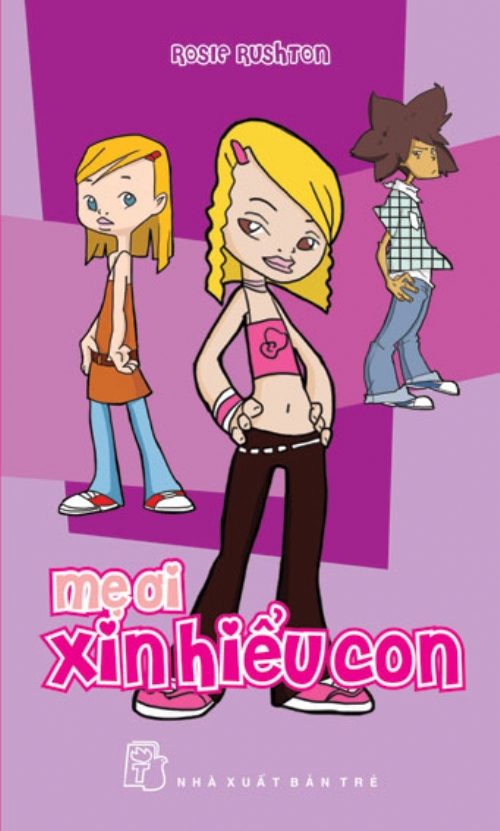 Rosie Rushton
mẹ ơi
xin hiểu con
T
NHÀ XUẤT BẢN TRẺ